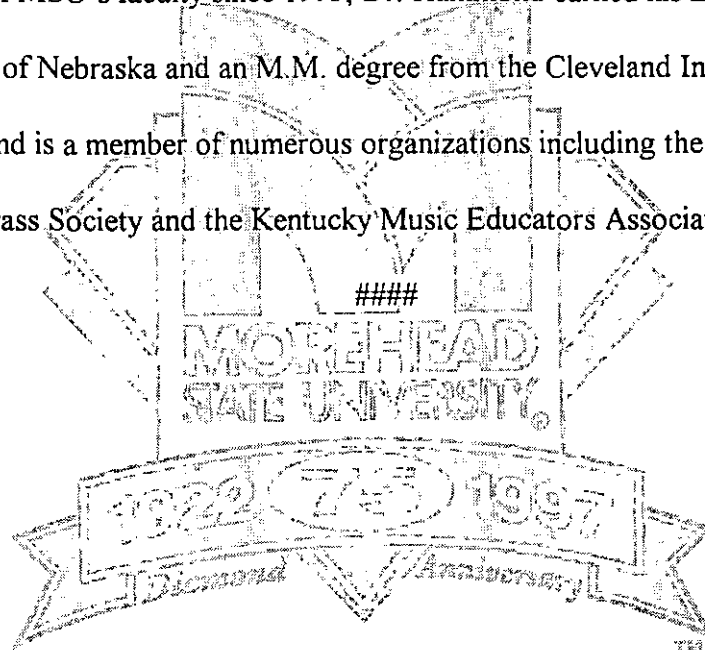 of Nebraska and an M.M. degree from the Cleveland In
nd is a member of numerous organizations including the
rass Society and the Kentucky Music Educators Associa
####
MOREHEAD
STATE UNIVERSITY
1922 75 1997
Diamond Anniversary